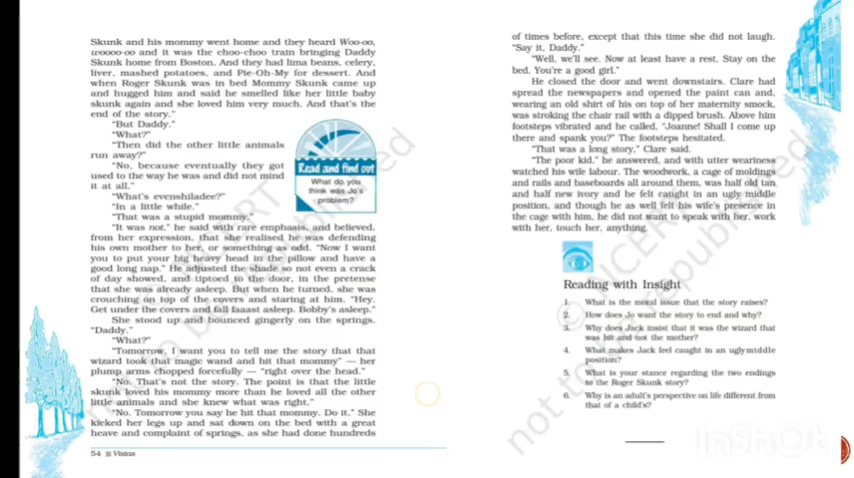 Skunk and his mommy went home and they heard Woo-oo,
woooo-oo and it was the choo-choo train bringing Daddy
Skunk home from Boston. And they had lima beans, celery,
liver, mashed potatoes, and Pie-Oh-My for dessert. And
when Roger Skunk was in bed Mommy Skunk came up
and hugged him and said he smelled like her little baby
skunk again and she loved him very much. And that's the
end of the story."
"But Daddy."
"What?"
"Then did the other little animals
run away?"
"No, because eventually they got
used to the way he was and did not mind
it at all."
"What's evenshiladee?"
"In a little while."
"That was a stupid mommy."
"It was not," he said with rare emphasis, and believed,
from her expression, that she realised he was defending
his own mother to her, or something as odd. "Now I want
you to put your big heavy head in the pillow and have a
good long nap." He adjusted the shade so not even a crack
of day showed, and tiptoed to the door, in the pretense
that she was already asleep. But when he turned, she was
crouching on top of the covers and staring at him. "Hey.
Get under the covers and fall faaast asleep. Bobby's asleep."
She stood up and bounced gingerly on the springs.
"Daddy."
"What?"
"Tomorrow, I want you to tell me the story that that
wizard took that magic wand and hit that mommy" — her
plump arms chopped forcefully — "right over the head."
"No. That's not the story. The point is that the little
skunk loved his mommy more than he loved all the other
little animals and she knew what was right."
"No. Tomorrow you say he hit that mommy. Do it." She
kicked her legs up and sat down on the bed with a great
heave and complaint of springs, as she had done hundreds
54 Vistas
Read and find out
What do you
think was Jo's
problem?
of times before, except that this time she did not laugh.
"Say it, Daddy."
"Well, we'll see. Now at least have a rest. Stay on the
bed. You're a good girl."
He closed the door and went downstairs. Clare had
spread the newspapers and opened the paint can and,
wearing an old shirt of his on top of her maternity smock,
was stroking the chair rail with a dipped brush. Above him
footsteps vibrated and he called, "Joanne! Shall I come up
there and spank you?" The footsteps hesitated.
"That was a long story," Clare said.
"The poor kid," he answered, and with utter weariness
watched his wife labour. The woodwork, a cage of moldings
and rails and baseboards all around them, was half old tan
and half new ivory and he felt caught in an ugly middle
position, and though he as well felt his wife's presence in
the cage with him, he did not want to speak with her, work
with her, touch her, anything.
Reading with Insight
1. What is the moral issue that the story raises?
2. How does Jo want the story to end and why?
3. Why does Jack insist that it was the wizard that
was hit and not the mother?
4. What makes Jack feel caught in an ugly middle
position?
5. What is your stance regarding the two endings
to the Roger Skunk story?
6. Why is an adult's perspective on life different from
that of a child's?
© NCERT
not to be republished
InShOt